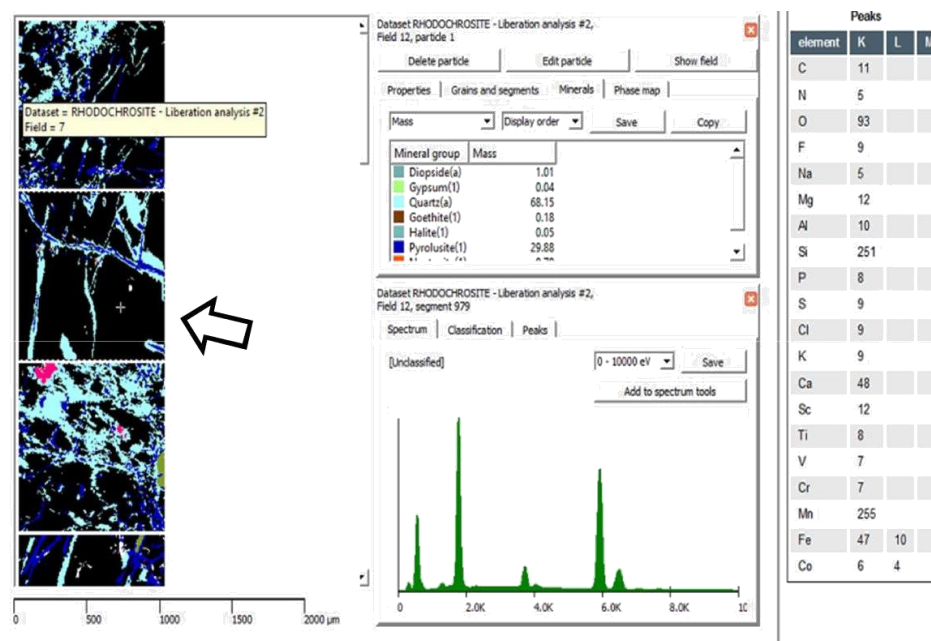 Dataset = RHODOCHROSITE - Liberation analysis #2
Field = 7
0 500 1000 1500 2000 µm
Dataset RHODOCHROSITE - Liberation analysis #2,
Field 12, particle 1
Delete particle Edit particle Show field
Properties Grains and segments Minerals Phase map
Mass Display order Save Copy
Mineral group Mass
Diopside(a) 1.01
Gypsum(1) 0.04
Quartz(a) 68.15
Goethite(1) 0.18
Halite(1) 0.05
Pyrolusite(1) 29.88
Dataset RHODOCHROSITE - Liberation analysis #2,
Field 12, segment 979
Spectrum Classification Peaks
[Unclassified] 0 - 10000 eV Save
Add to spectrum tools
0 2.0K 4.0K 6.0K 8.0K 1C
Peaks
element K L M
C 11
N 5
O 93
F 9
Na 5
Mg 12
Al 10
Si 251
P 8
S 9
Cl 9
K 9
Ca 48
Sc 12
Ti 8
V 7
Cr 7
Mn 255
Fe 47 10
Co 6 4